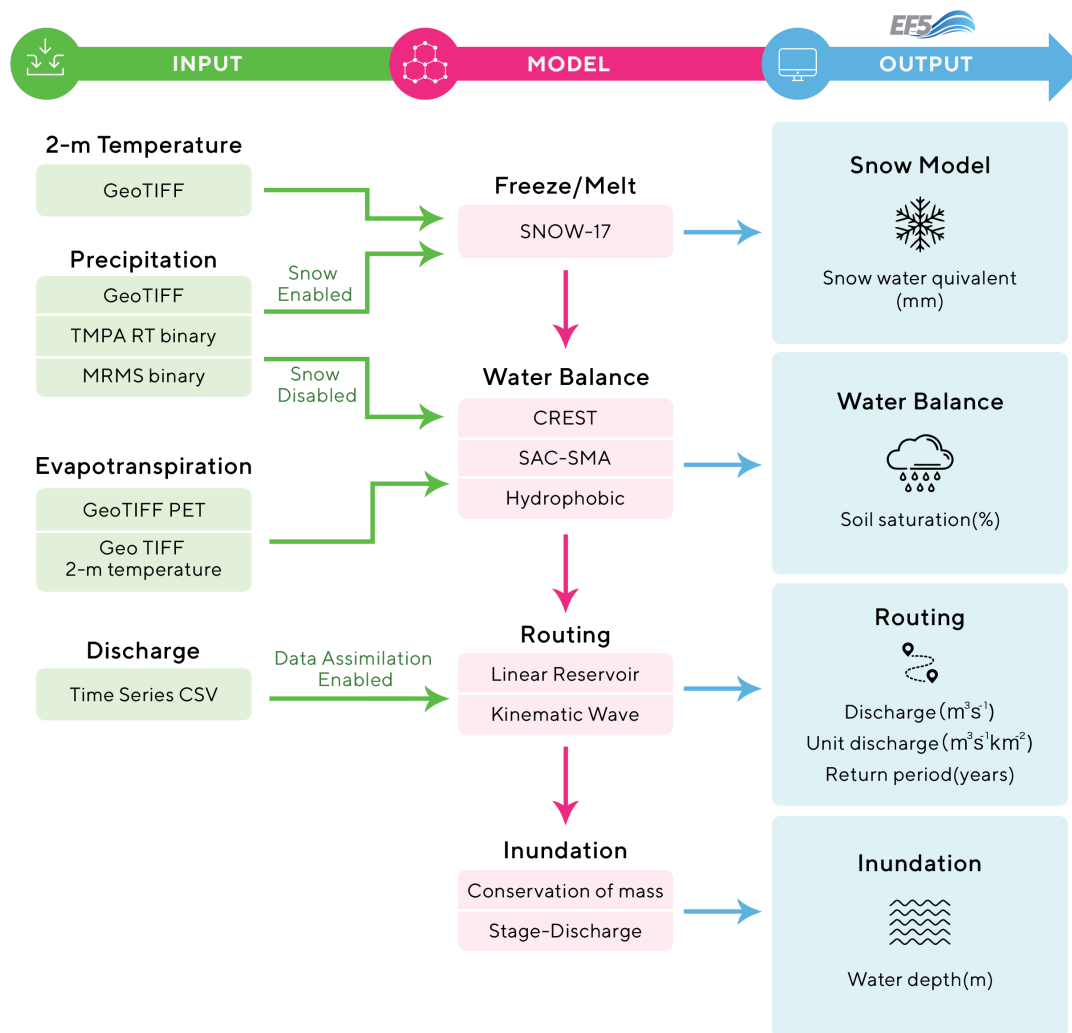 EF5
INPUT
MODEL
OUTPUT
2-m Temperature
GeoTIFF
Precipitation
GeoTIFF
TMPA RT binary
MRMS binary
Snow
Enabled
Snow
Disabled
Evapotranspiration
GeoTIFF PET
Geo TIFF
2-m temperature
Discharge
Time Series CSV
Data Assimilation
Enabled
Freeze/Melt
SNOW-17
Water Balance
CREST
SAC-SMA
Hydrophobic
Routing
Linear Reservoir
Kinematic Wave
Inundation
Conservation of mass
Stage-Discharge
Snow Model
Snow water quivalent
(mm)
Water Balance
Soil saturation(%)
Routing
Discharge(m³s⁻¹)
Unit discharge(m³s⁻¹km⁻²)
Return period(years)
Inundation
Water depth(m)